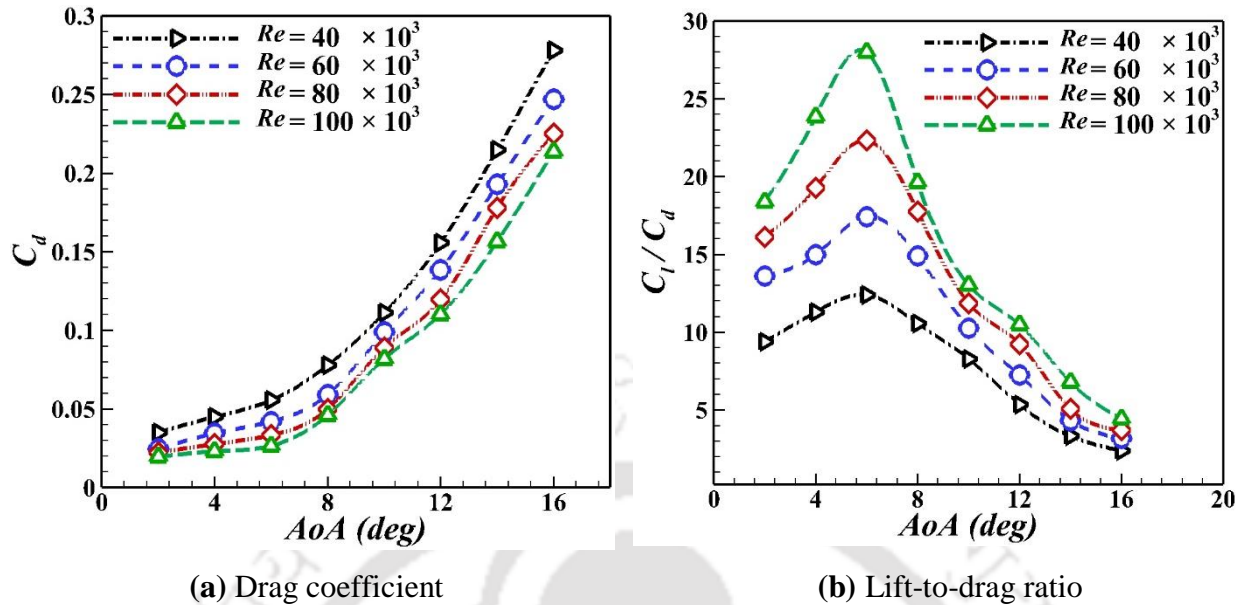 0.3
0.25
0.2
0.15
0.1
0.05
0
C_d
Re = 40 × 10³
Re = 60 × 10³
Re = 80 × 10³
Re = 100 × 10³
0 4 8 12 16
AoA (deg)
(a) Drag coefficient
30
25
20
15
10
5
C_l / C_d
Re = 40 × 10³
Re = 60 × 10³
Re = 80 × 10³
Re = 100 × 10³
0 4 8 12 16 20
AoA (deg)
(b) Lift-to-drag ratio